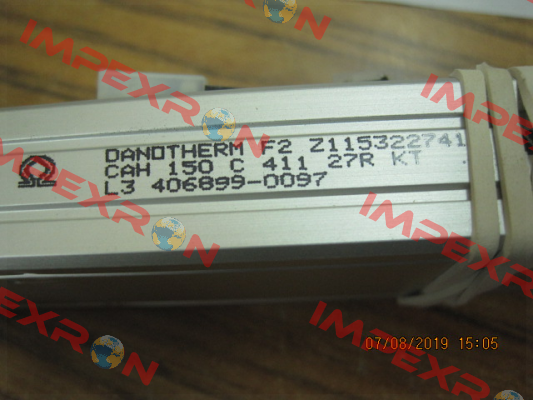 IMPEXRON
IMPEXRON
DANOTHERM F2 Z115322741
CAH 150 C 411 27R KT
L3 406899-0097
IMPEXRON
IMPEXRON
07/08/2019 15:05
IMPEXRON